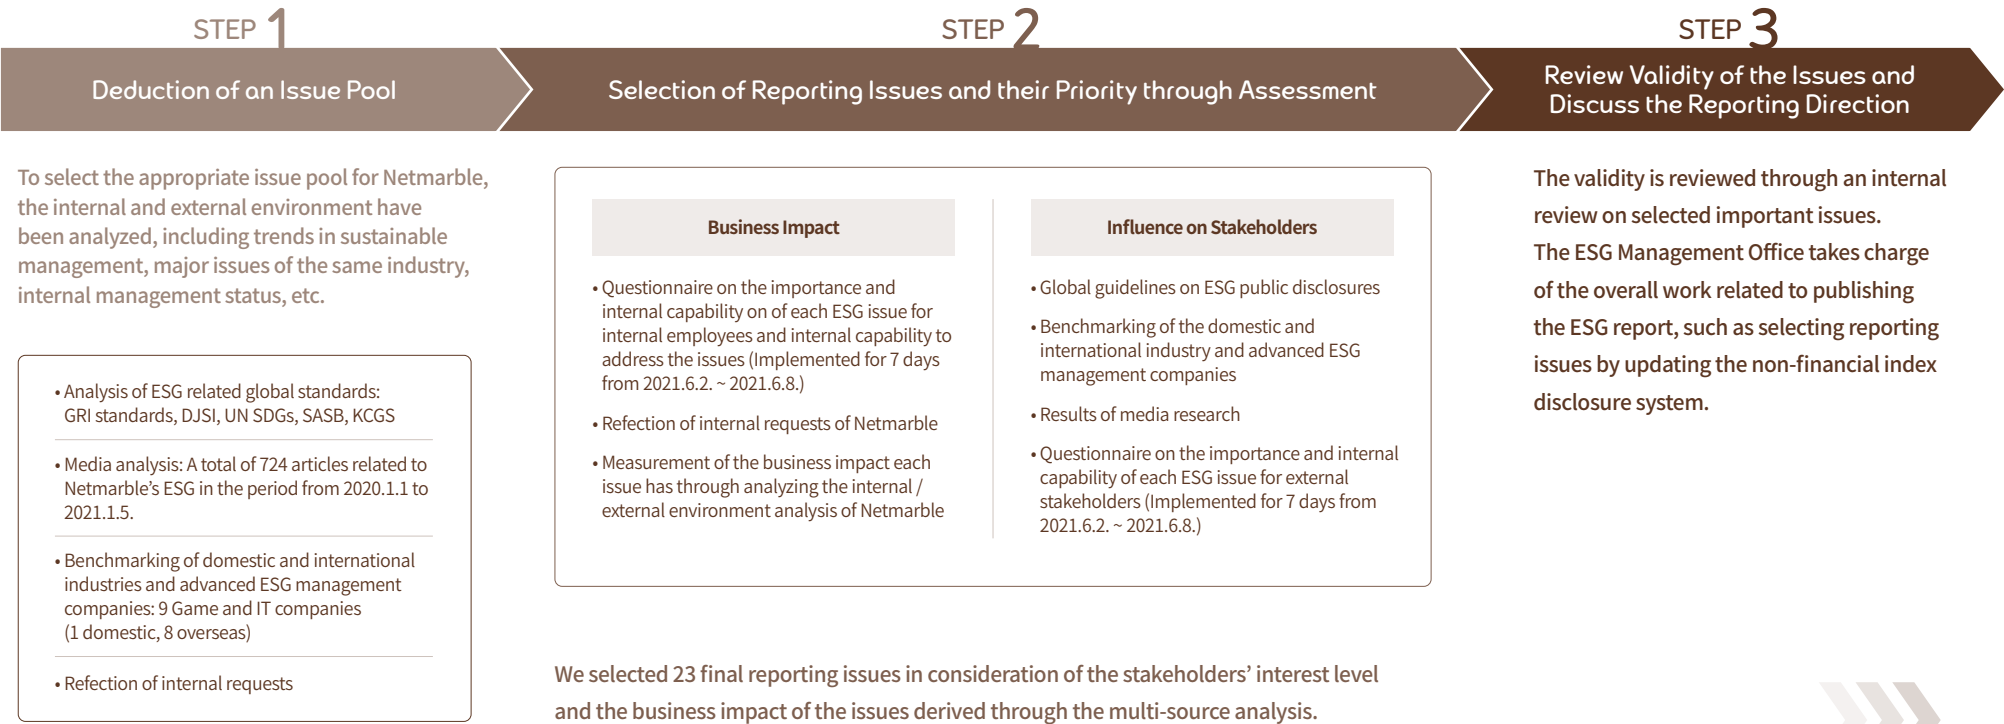 STEP 1
Deduction of an Issue Pool
To select the appropriate issue pool for Netmarble,
the internal and external environment have
been analyzed, including trends in sustainable
management, major issues of the same industry,
internal management status, etc.
• Analysis of ESG related global standards:
GRI standards, DJSI, UN SDGs, SASB, KCGS
• Media analysis: A total of 724 articles related to
Netmarble’s ESG in the period from 2020.1.1 to
2021.1.5.
• Benchmarking of domestic and international
industries and advanced ESG management
companies: 9 Game and IT companies
(1 domestic, 8 overseas)
• Refection of internal requests
STEP 2
Selection of Reporting Issues and their Priority through Assessment
Business Impact
• Questionnaire on the importance and
internal capability on of each ESG issue for
internal employees and internal capability to
address the issues (Implemented for 7 days
from 2021.6.2. ~ 2021.6.8.)
• Refection of internal requests of Netmarble
• Measurement of the business impact each
issue has through analyzing the internal /
external environment analysis of Netmarble
Influence on Stakeholders
• Global guidelines on ESG public disclosures
• Benchmarking of the domestic and
international industry and advanced ESG
management companies
• Results of media research
• Questionnaire on the importance and internal
capability of each ESG issue for external
stakeholders (Implemented for 7 days from
2021.6.2. ~ 2021.6.8.)
We selected 23 final reporting issues in consideration of the stakeholders’ interest level
and the business impact of the issues derived through the multi-source analysis.
STEP 3
Review Validity of the Issues and
Discuss the Reporting Direction
The validity is reviewed through an internal
review on selected important issues.
The ESG Management Office takes charge
of the overall work related to publishing
the ESG report, such as selecting reporting
issues by updating the non-financial index
disclosure system.